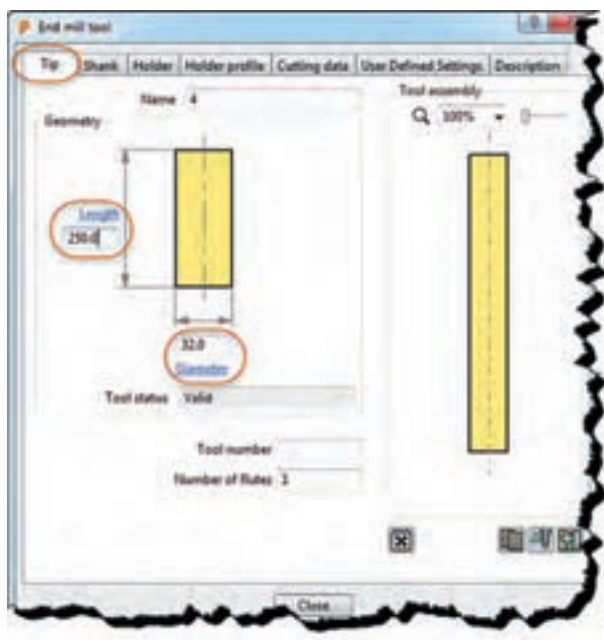 End mill tool
Tip Shank Holder Holder profile Cutting data User Defined Settings Description
Name 4
Geometry
Length
250.0
32.0
Diameter
Tool status Valid
Tool number
Number of flutes 1
Tool assembly
100%
Close